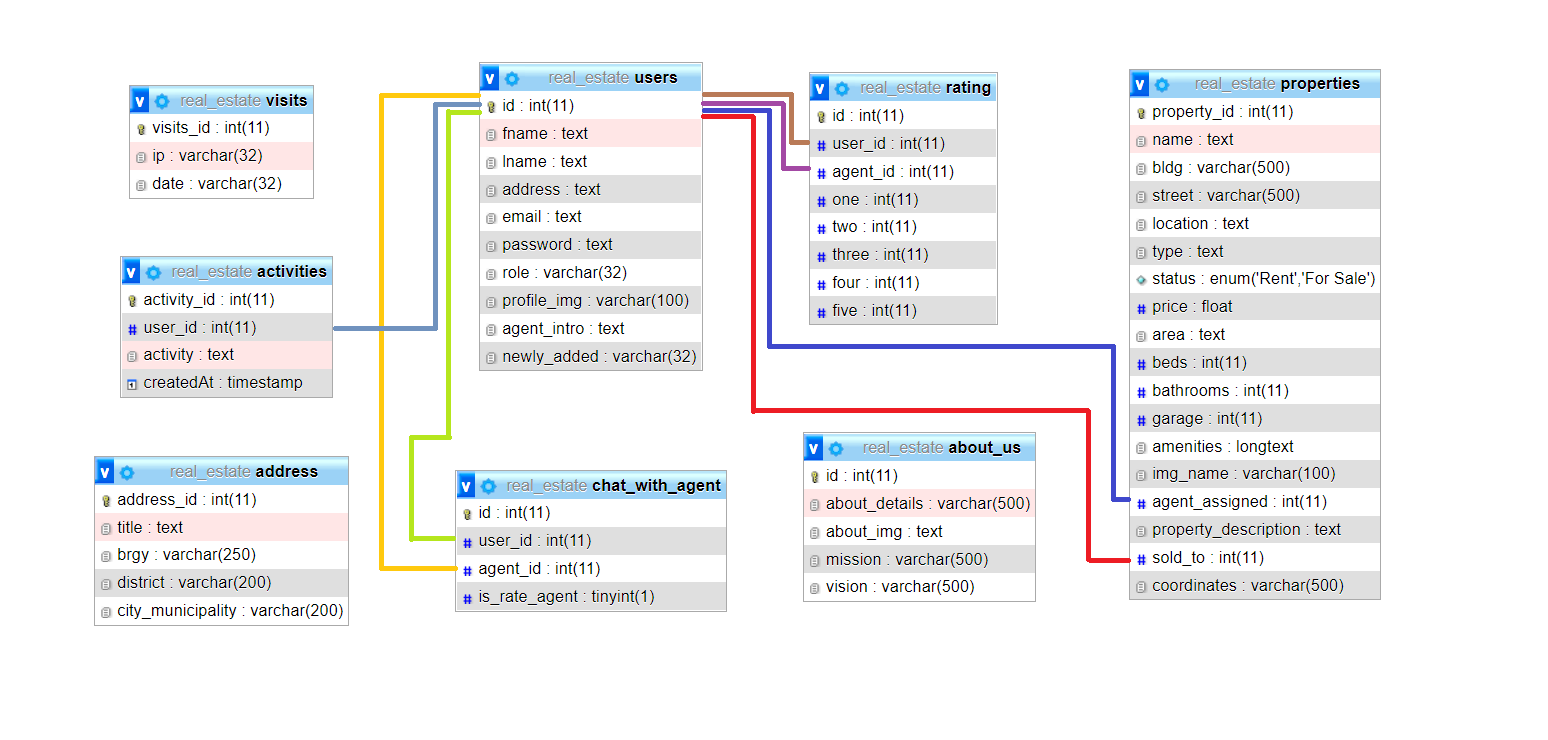 real_estate visits
visits_id : int(11)
ip : varchar(32)
date : varchar(32)
real_estate activities
activity_id : int(11)
user_id : int(11)
activity : text
createdAt : timestamp
real_estate address
address_id : int(11)
title : text
brgy : varchar(250)
district : varchar(200)
city_municipality : varchar(200)
real_estate users
id : int(11)
fname : text
lname : text
address : text
email : text
password : text
role : varchar(32)
profile_img : varchar(100)
agent_intro : text
newly_added : varchar(32)
real_estate chat_with_agent
id : int(11)
user_id : int(11)
agent_id : int(11)
is_rate_agent : tinyint(1)
real_estate rating
id : int(11)
user_id : int(11)
agent_id : int(11)
one : int(11)
two : int(11)
three : int(11)
four : int(11)
five : int(11)
real_estate about_us
id : int(11)
about_details : varchar(500)
about_img : text
mission : varchar(500)
vision : varchar(500)
real_estate properties
property_id : int(11)
name : text
bldg : varchar(500)
street : varchar(500)
location : text
type : text
status : enum('Rent','For Sale')
price : float
area : text
beds : int(11)
bathrooms : int(11)
garage : int(11)
amenities : longtext
img_name : varchar(100)
agent_assigned : int(11)
property_description : text
sold_to : int(11)
coordinates : varchar(500)